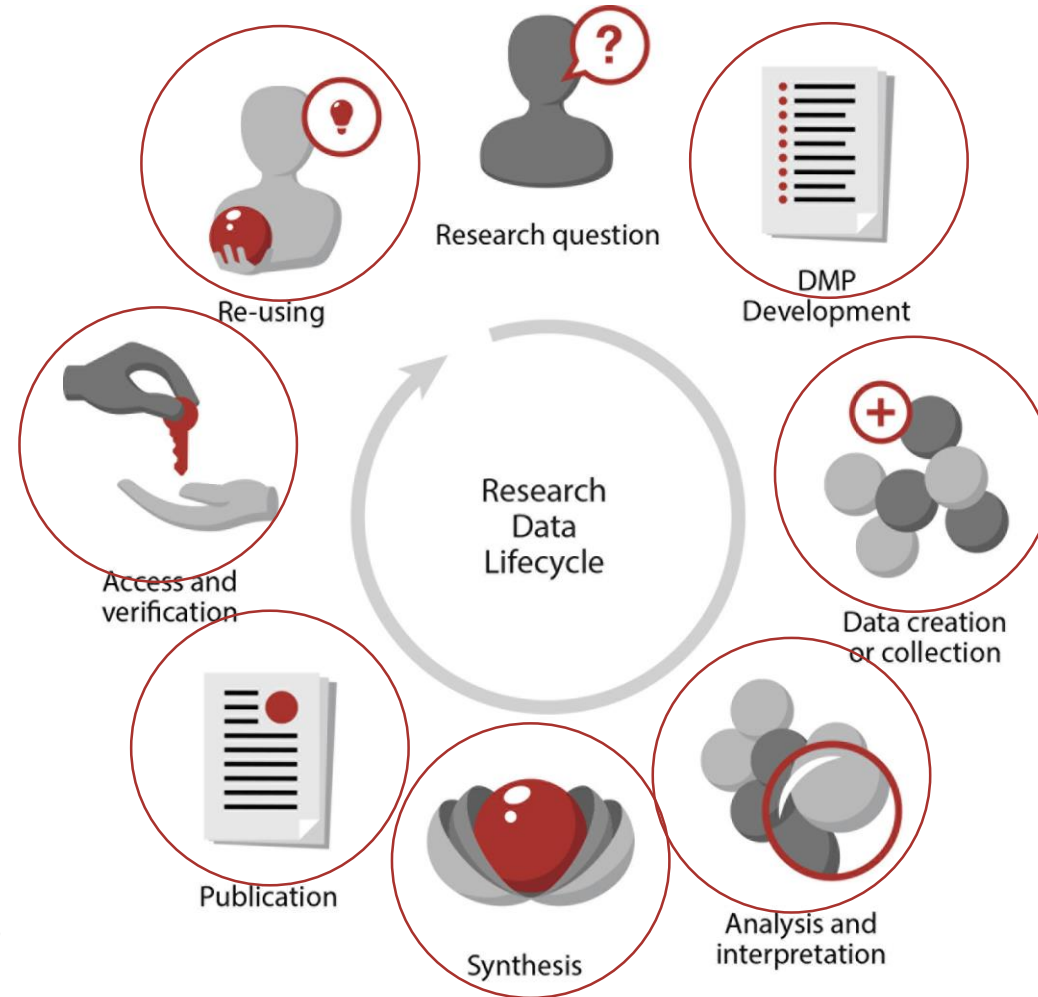 ?
Research question
DMP
Development
Data creation
or collection
Analysis and
interpretation
Synthesis
Publication
Access and
verification
Re-using
Research
Data
Lifecycle